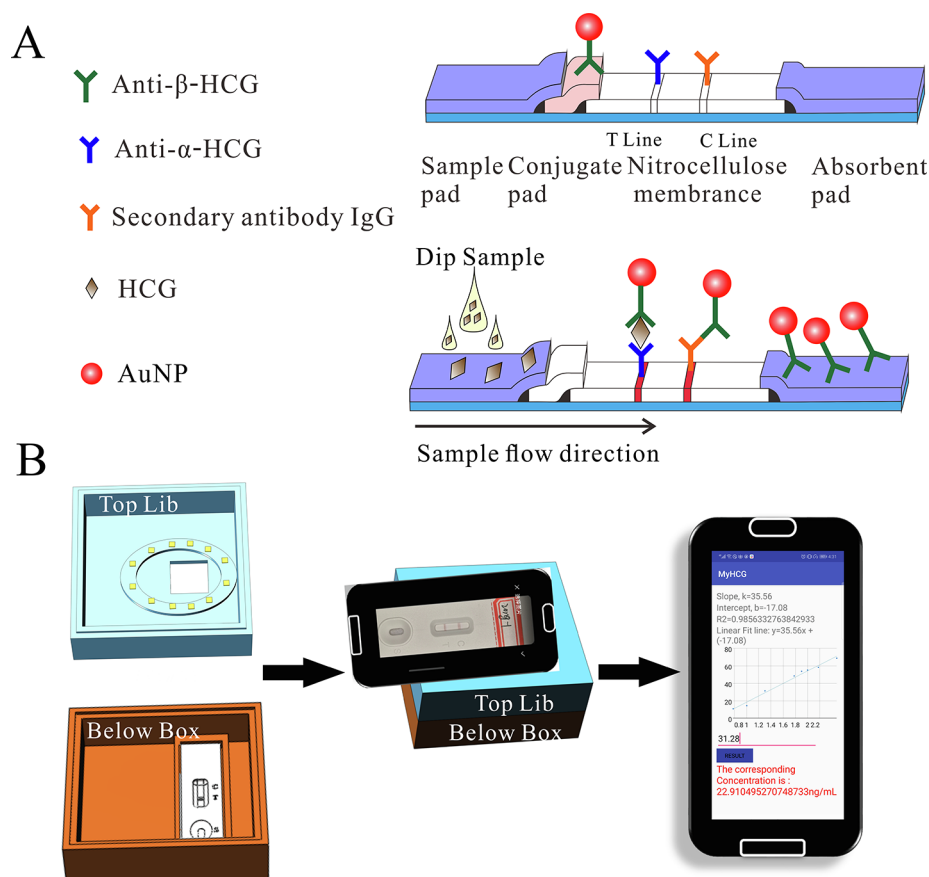 A
Anti-β-HCG
Anti-α-HCG
Secondary antibody IgG
HCG
AuNP
T Line
C Line
Sample pad
Conjugate pad
Nitrocellulose membrance
Absorbent pad
Dip Sample
Sample flow direction
B
Top Lib
Below Box
Top Lib
Below Box
MyHCG
Slope, k=35.56
Intercept, b=-17.08
R2=0.9856332763842933
Linear Fit line: y=35.56x +
(-17.08)
80
60
40
20
0
0.8 1 1.2 1.4 1.6 1.8 2 2.2
31.28
RESULT
The corresponding
Concentration is :
22.910495270748733ng/mL